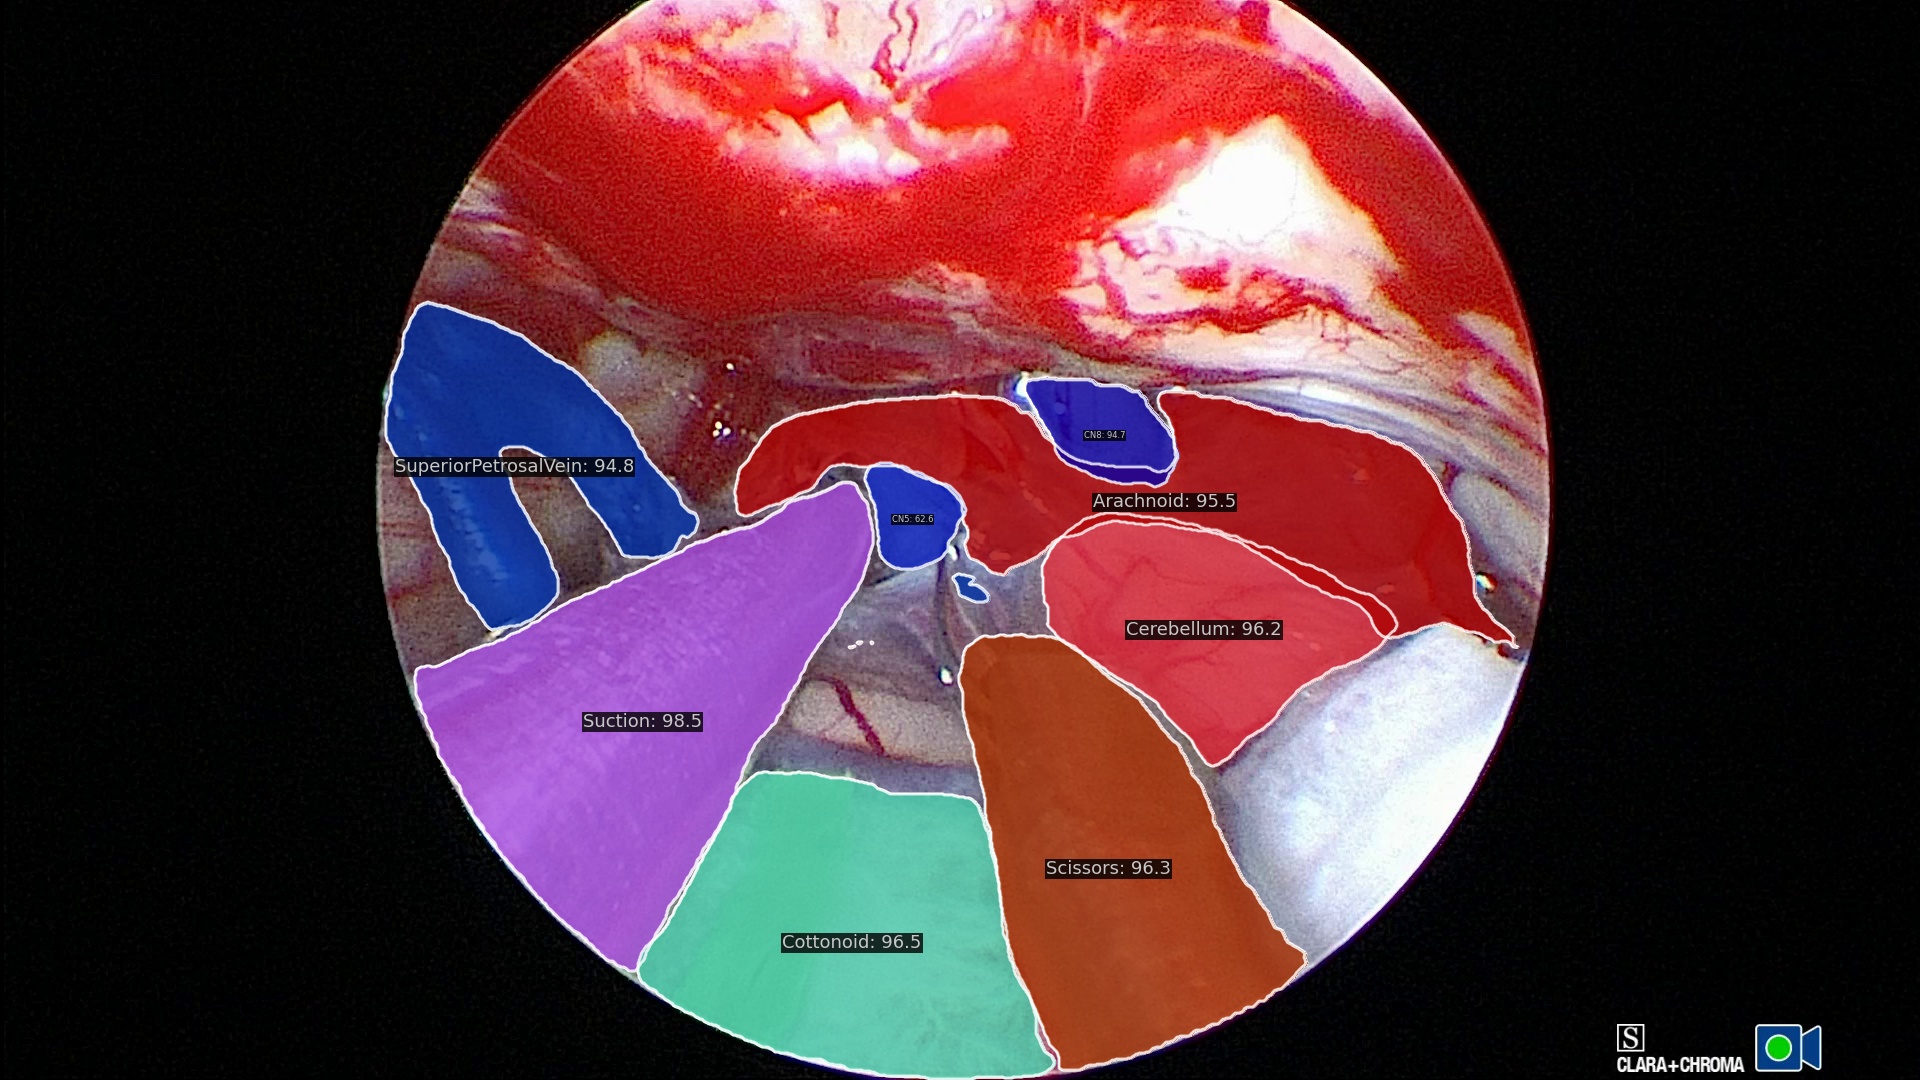 CN8: 94.7
SuperiorPetrosalVein: 94.8
Arachnoid: 95.5
CN5: 62.6
Cerebellum: 96.2
Suction: 98.5
Scissors: 96.3
Cottonoid: 96.5
S
CLARA+CHROMA